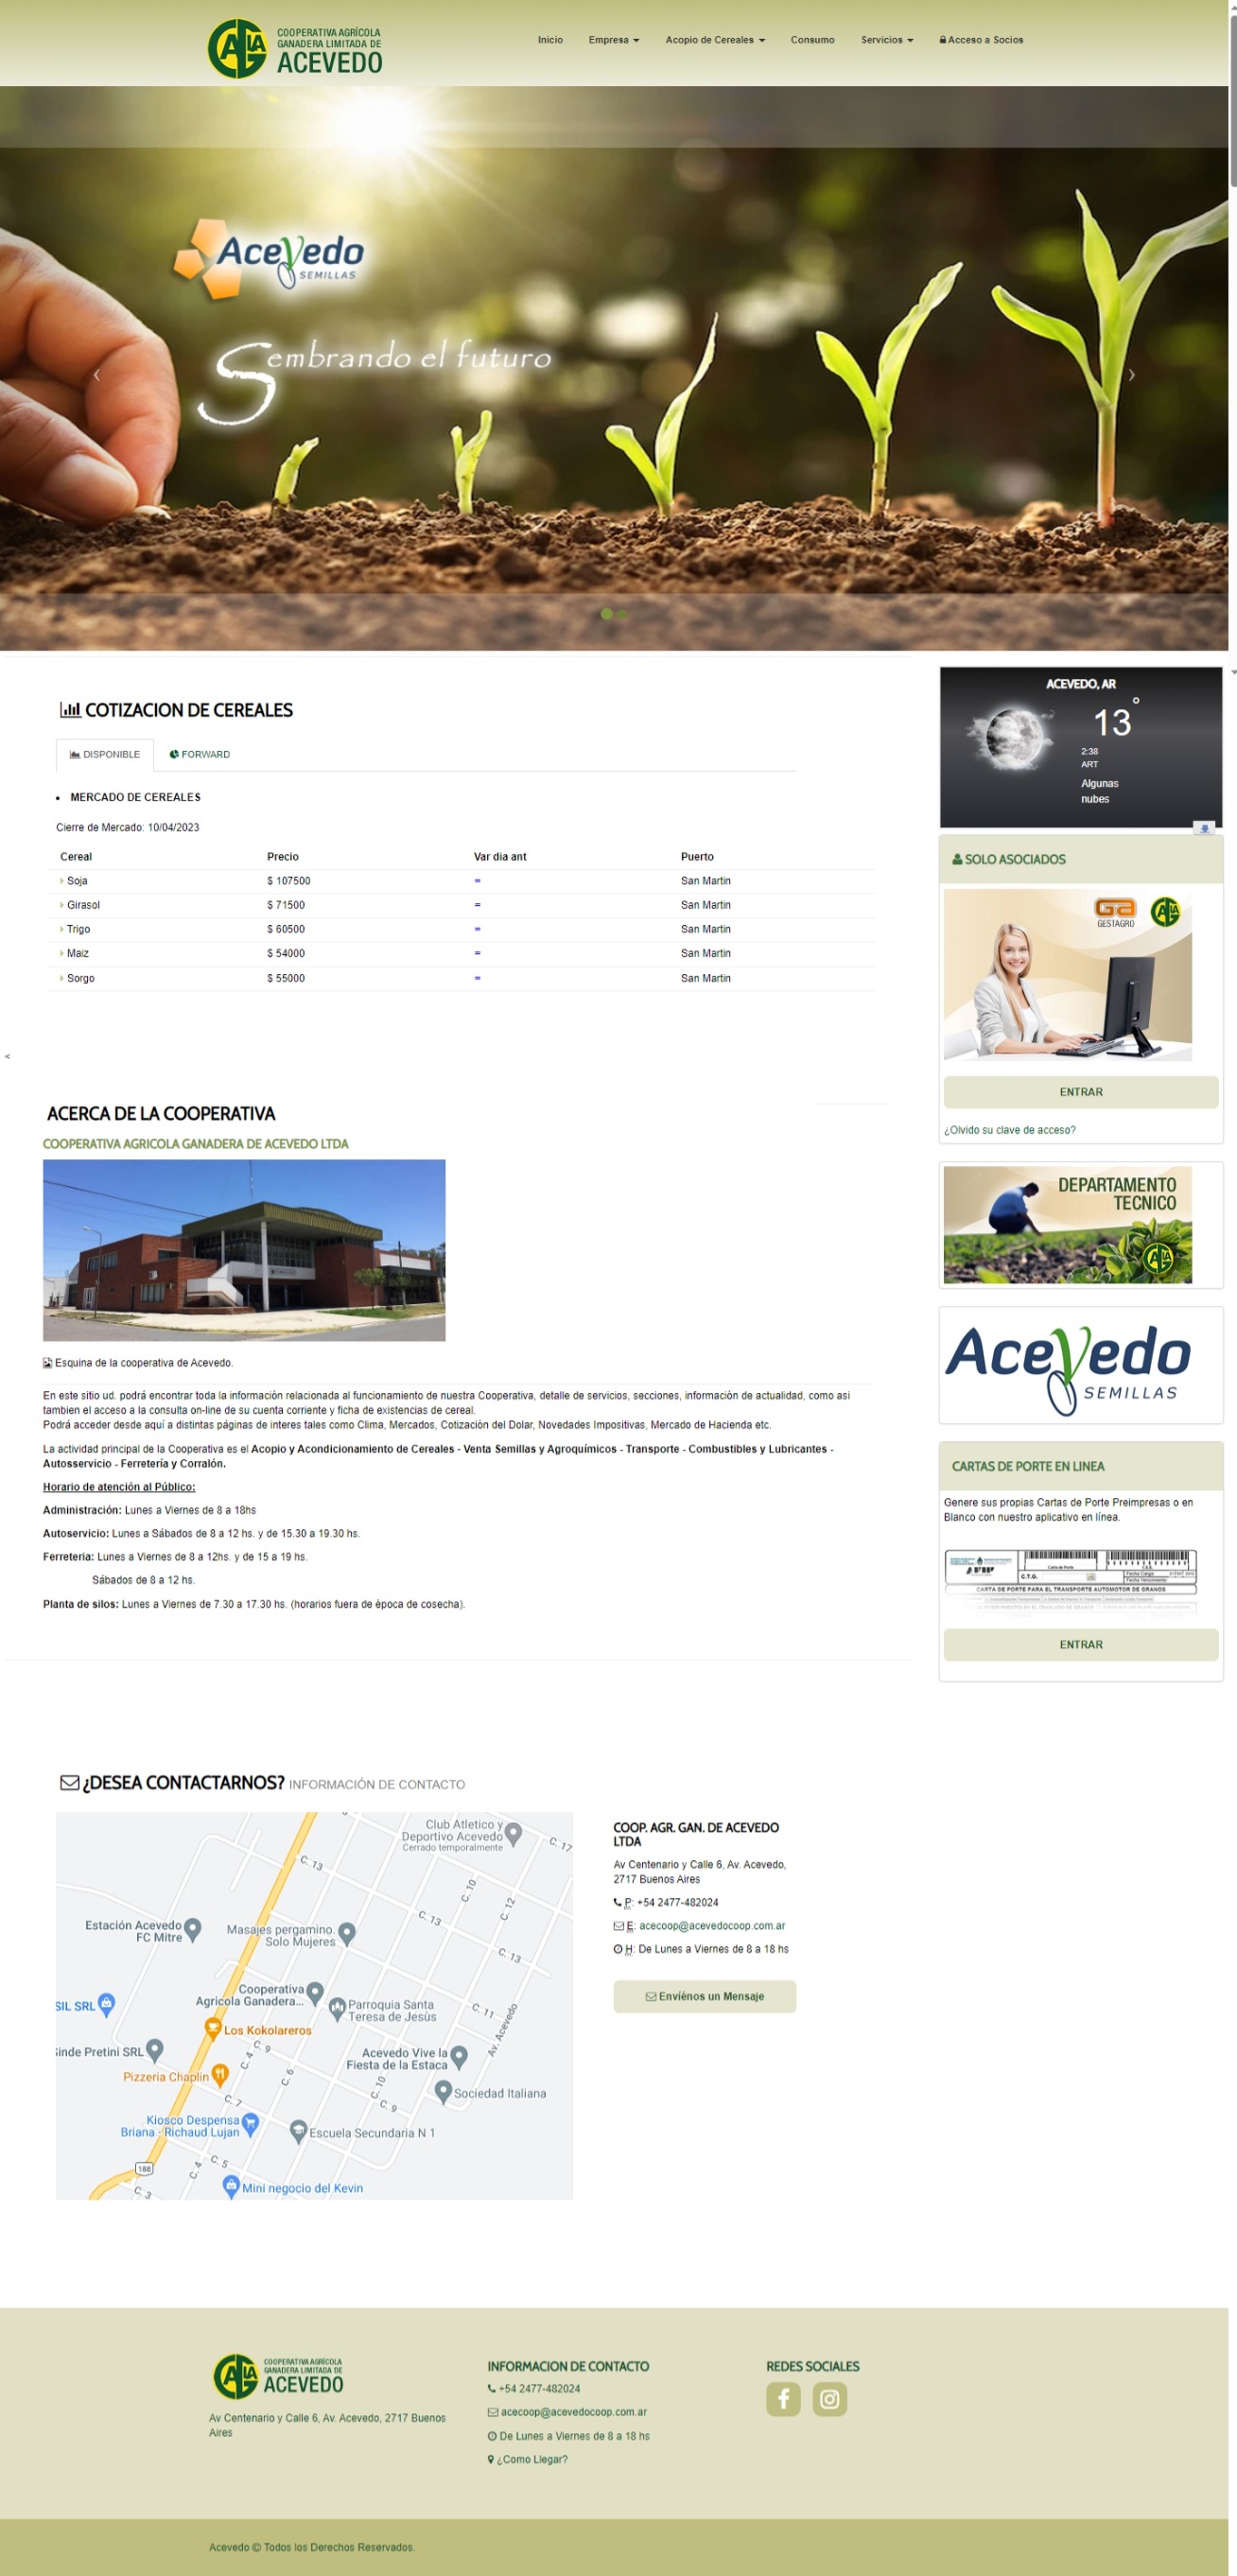 COOPERATIVA AGRÍCOLA
GANADERA LIMITADA DE
ACEVEDO
Inicio
Empresa
Acopio de Cereales
Consumo
Servicios
Acceso a Socios
Acevedo
SEMILLAS
Sembrando el futuro
COTIZACION DE CEREALES
DISPONIBLE
FORWARD
MERCADO DE CEREALES
Cierre de Mercado: 10/04/2023
Cereal Precio Var dia ant Puerto
Soja $ 107500 = San Martin
Girasol $ 71500 = San Martin
Trigo $ 60500 = San Martin
Maiz $ 54000 = San Martin
Sorgo $ 55000 = San Martin
<
ACERCA DE LA COOPERATIVA
COOPERATIVA AGRICOLA GANADERA DE ACEVEDO LTDA
Esquina de la cooperativa de Acevedo.
En este sitio ud. podrá encontrar toda la información relacionada al funcionamiento de nuestra Cooperativa, detalle de servicios, secciones, información de actualidad, como asi
tambien el acceso a la consulta on-line de su cuenta corriente y ficha de existencias de cereal.
Podrá acceder desde aquí a distintas páginas de interes tales como Clima, Mercados, Cotización del Dolar, Novedades Impositivas, Mercado de Hacienda etc.
La actividad principal de la Cooperativa es el Acopio y Acondicionamiento de Cereales - Venta Semillas y Agroquímicos - Transporte - Combustibles y Lubricantes -
Autosservicio - Ferretería y Corralón.
Horario de atención al Público:
Administración: Lunes a Viernes de 8 a 18hs
Autoservicio: Lunes a Sábados de 8 a 12 hs. y de 15.30 a 19.30 hs.
Ferreteria: Lunes a Viernes de 8 a 12hs. y de 15 a 19 hs.
Sábados de 8 a 12 hs.
Planta de silos: Lunes a Viernes de 7.30 a 17.30 hs. (horarios fuera de época de cosecha).
ACEVEDO, AR
13°
2:38
ART
Algunas
nubes
SOLO ASOCIADOS
Ga
GESTAGRO
ENTRAR
¿Olvido su clave de acceso?
DEPARTAMENTO
TECNICO
Acevedo
SEMILLAS
CARTAS DE PORTE EN LINEA
Genere sus propias Cartas de Porte Preimpresas o en
Blanco con nuestro aplicativo en línea.
Carta de Porte
C.T.G.
Fecha Carga
Fecha Vencimiento
CARTA DE PORTE PARA EL TRANSPORTE AUTOMOTOR DE GRANOS
ENTRAR
¿DESEA CONTACTARNOS? INFORMACIÓN DE CONTACTO
Club Atletico y
Deportivo Acevedo
Cerrado temporalmente
C. 17
C. 13
C. 10
C. 12
C. 13
C. 13
Estación Acevedo
FC Mitre
Masajes pergamino.
Solo Mujeres
Cooperativa
Agricola Ganadera...
SIL SRL
Parroquia Santa
Teresa de Jesùs
C. 11
Av. Acevedo
Los Kokolareros
C. 9
Sinde Pretini SRL
C. 4
C. 6
Acevedo Vive la
Fiesta de la Estaca
Pizzeria Chaplin
C. 10
Sociedad Italiana
C. 7
C. 9
Kiosco Despensa
Briana - Richaud Lujan
Escuela Secundaria N 1
188
C. 4
C. 5
C. 3
Mini negocio del Kevin
COOP. AGR. GAN. DE ACEVEDO
LTDA
Av Centenario y Calle 6, Av. Acevedo,
2717 Buenos Aires
P: +54 2477-482024
E: acecoop@acevedocoop.com.ar
H: De Lunes a Viernes de 8 a 18 hs
Envíénos un Mensaje
COOPERATIVA AGRÍCOLA
GANADERA LIMITADA DE
ACEVEDO
Av Centenario y Calle 6, Av. Acevedo, 2717 Buenos
Aires
INFORMACION DE CONTACTO
+54 2477-482024
acecoop@acevedocoop.com.ar
De Lunes a Viernes de 8 a 18 hs
¿Como Llegar?
REDES SOCIALES
Acevedo © Todos los Derechos Reservados.